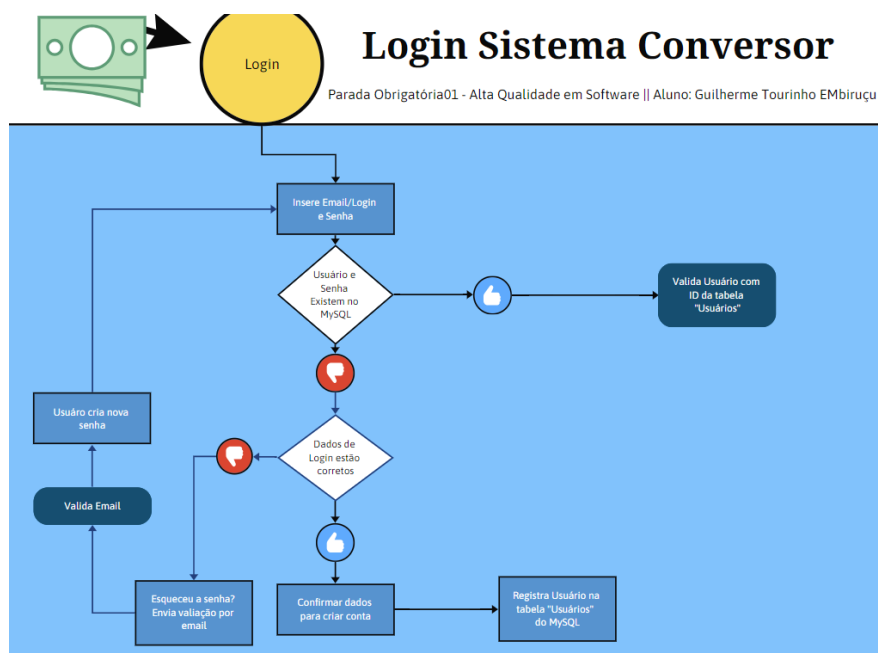 Login
Login Sistema Conversor
Parada Obrigatória01 - Alta Qualidade em Software || Aluno: Guilherme Tourinho EMbiruçu
Insere Email/Login
e Senha
Usuário e
Senha
Existem no
MySQL
Valida Usuário com
ID da tabela
"Usuários"
Usuáro cria nova
senha
Dados de
Login estão
corretos
Valida Email
Esqueceu a senha?
Envia valiação por
email
Confirmar dados
para criar conta
Registra Usuário na
tabela "Usuários"
do MySQL